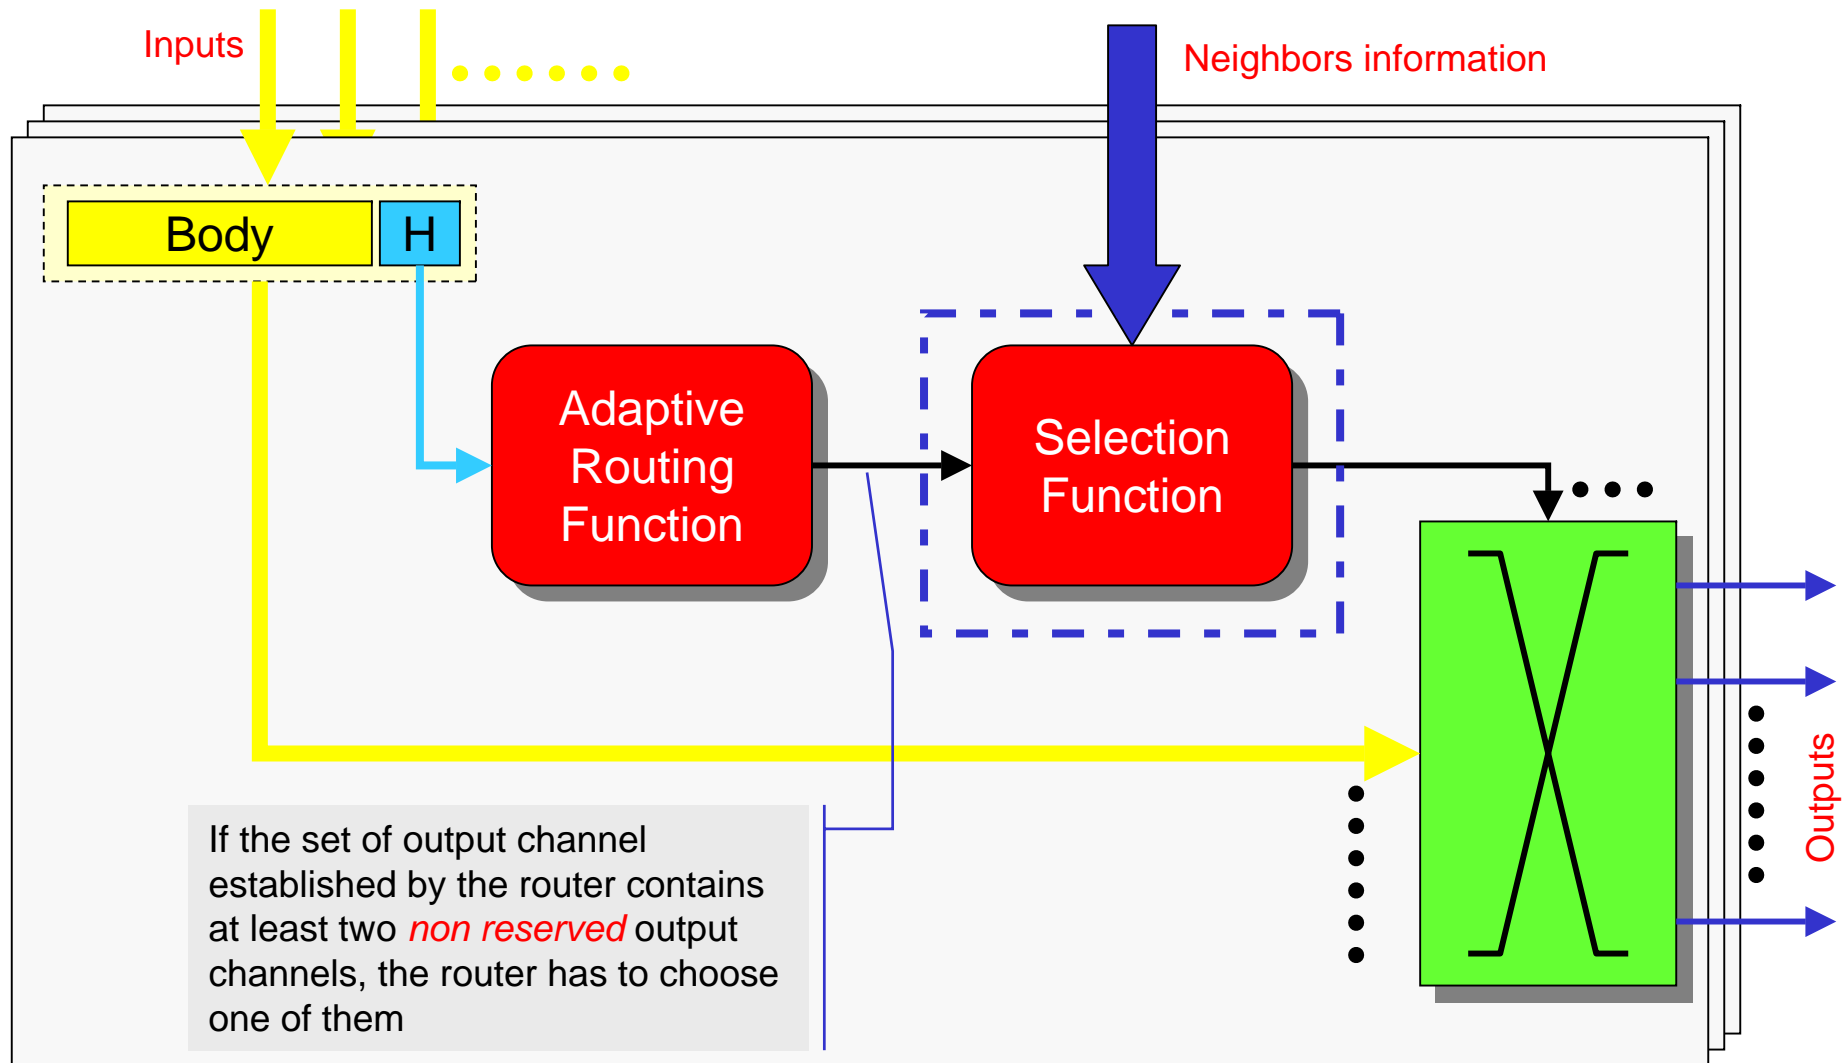 Inputs
Neighbors information
Body
H
Adaptive
Routing
Function
Selection
Function
Outputs
If the set of output channel
established by the router contains
at least two non reserved output
channels, the router has to choose
one of them